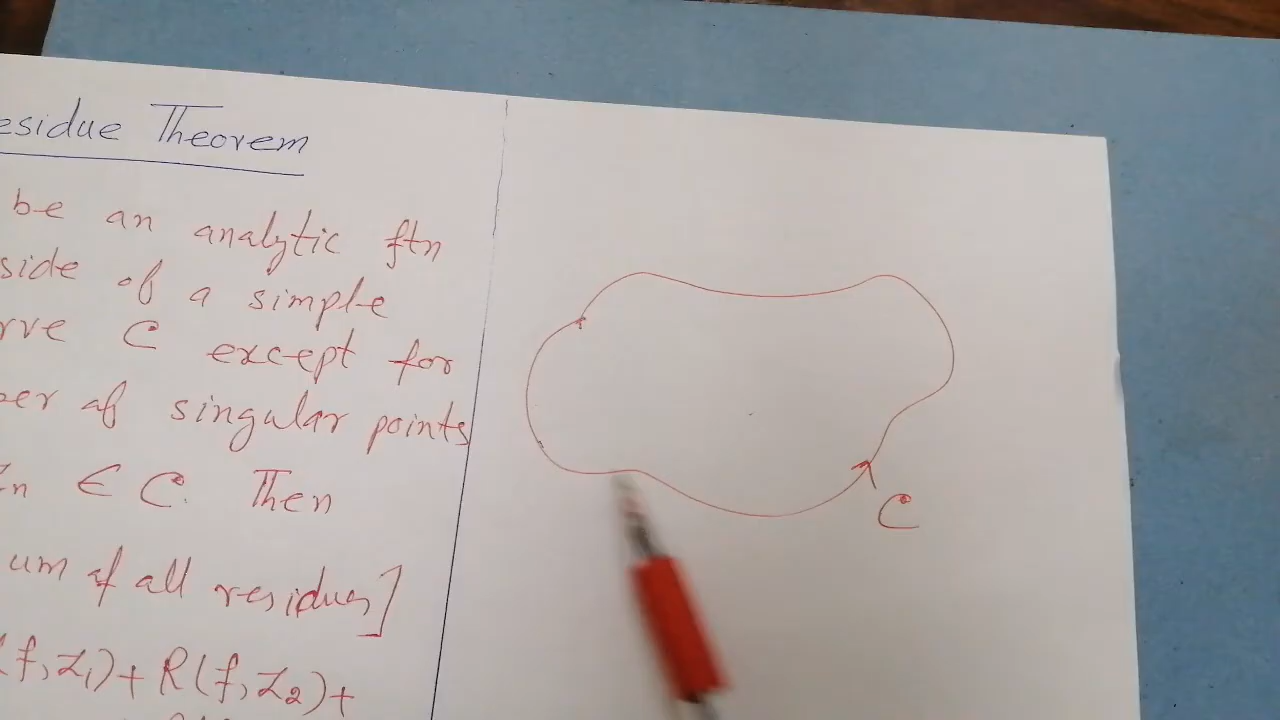 esidue Theorem
be an analytic ftn
side of a simple
rve C except for
ber of singular points
Zn ∈ C. Then
um of all residues]
(f,Z1)+R(f,Z2)+
C